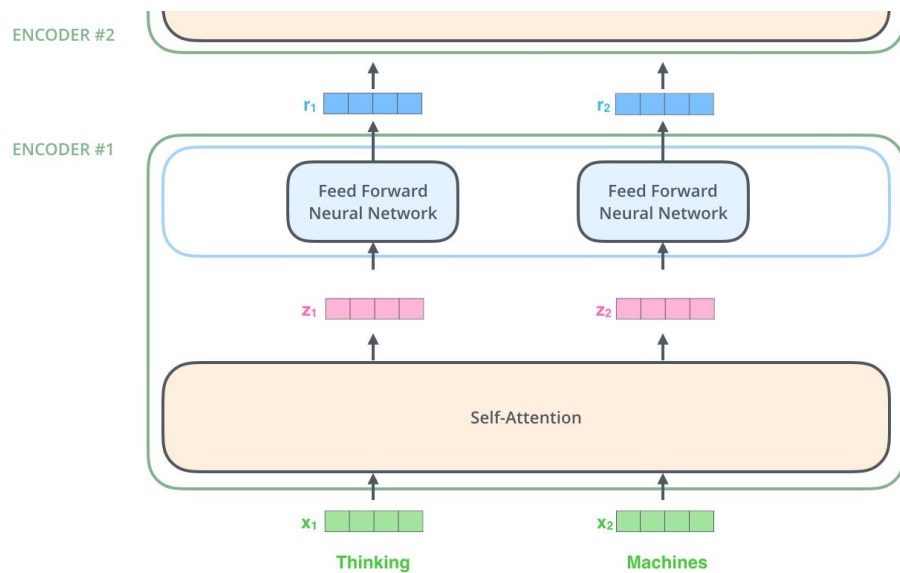 ENCODER #2
r1
r2
ENCODER #1
Feed Forward
Neural Network
Feed Forward
Neural Network
z1
z2
Self-Attention
x1
x2
Thinking
Machines